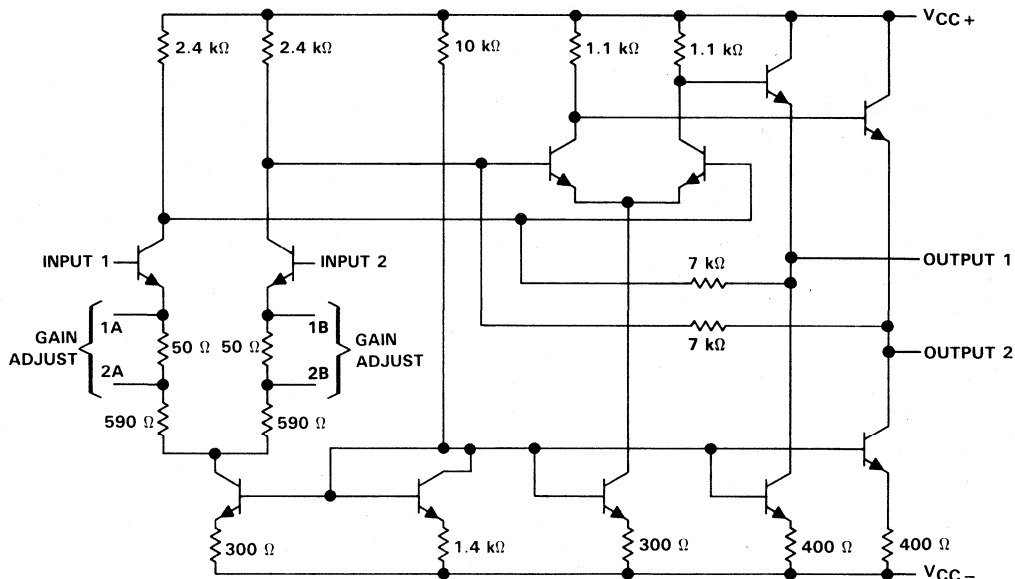 VCC+
2.4 kΩ
2.4 kΩ
10 kΩ
1.1 kΩ
1.1 kΩ
INPUT 1
INPUT 2
7 kΩ
OUTPUT 1
1A
1B
GAIN
ADJUST
50 Ω
50 Ω
GAIN
ADJUST
7 kΩ
OUTPUT 2
2A
2B
590 Ω
590 Ω
300 Ω
1.4 kΩ
300 Ω
400 Ω
400 Ω
VCC−